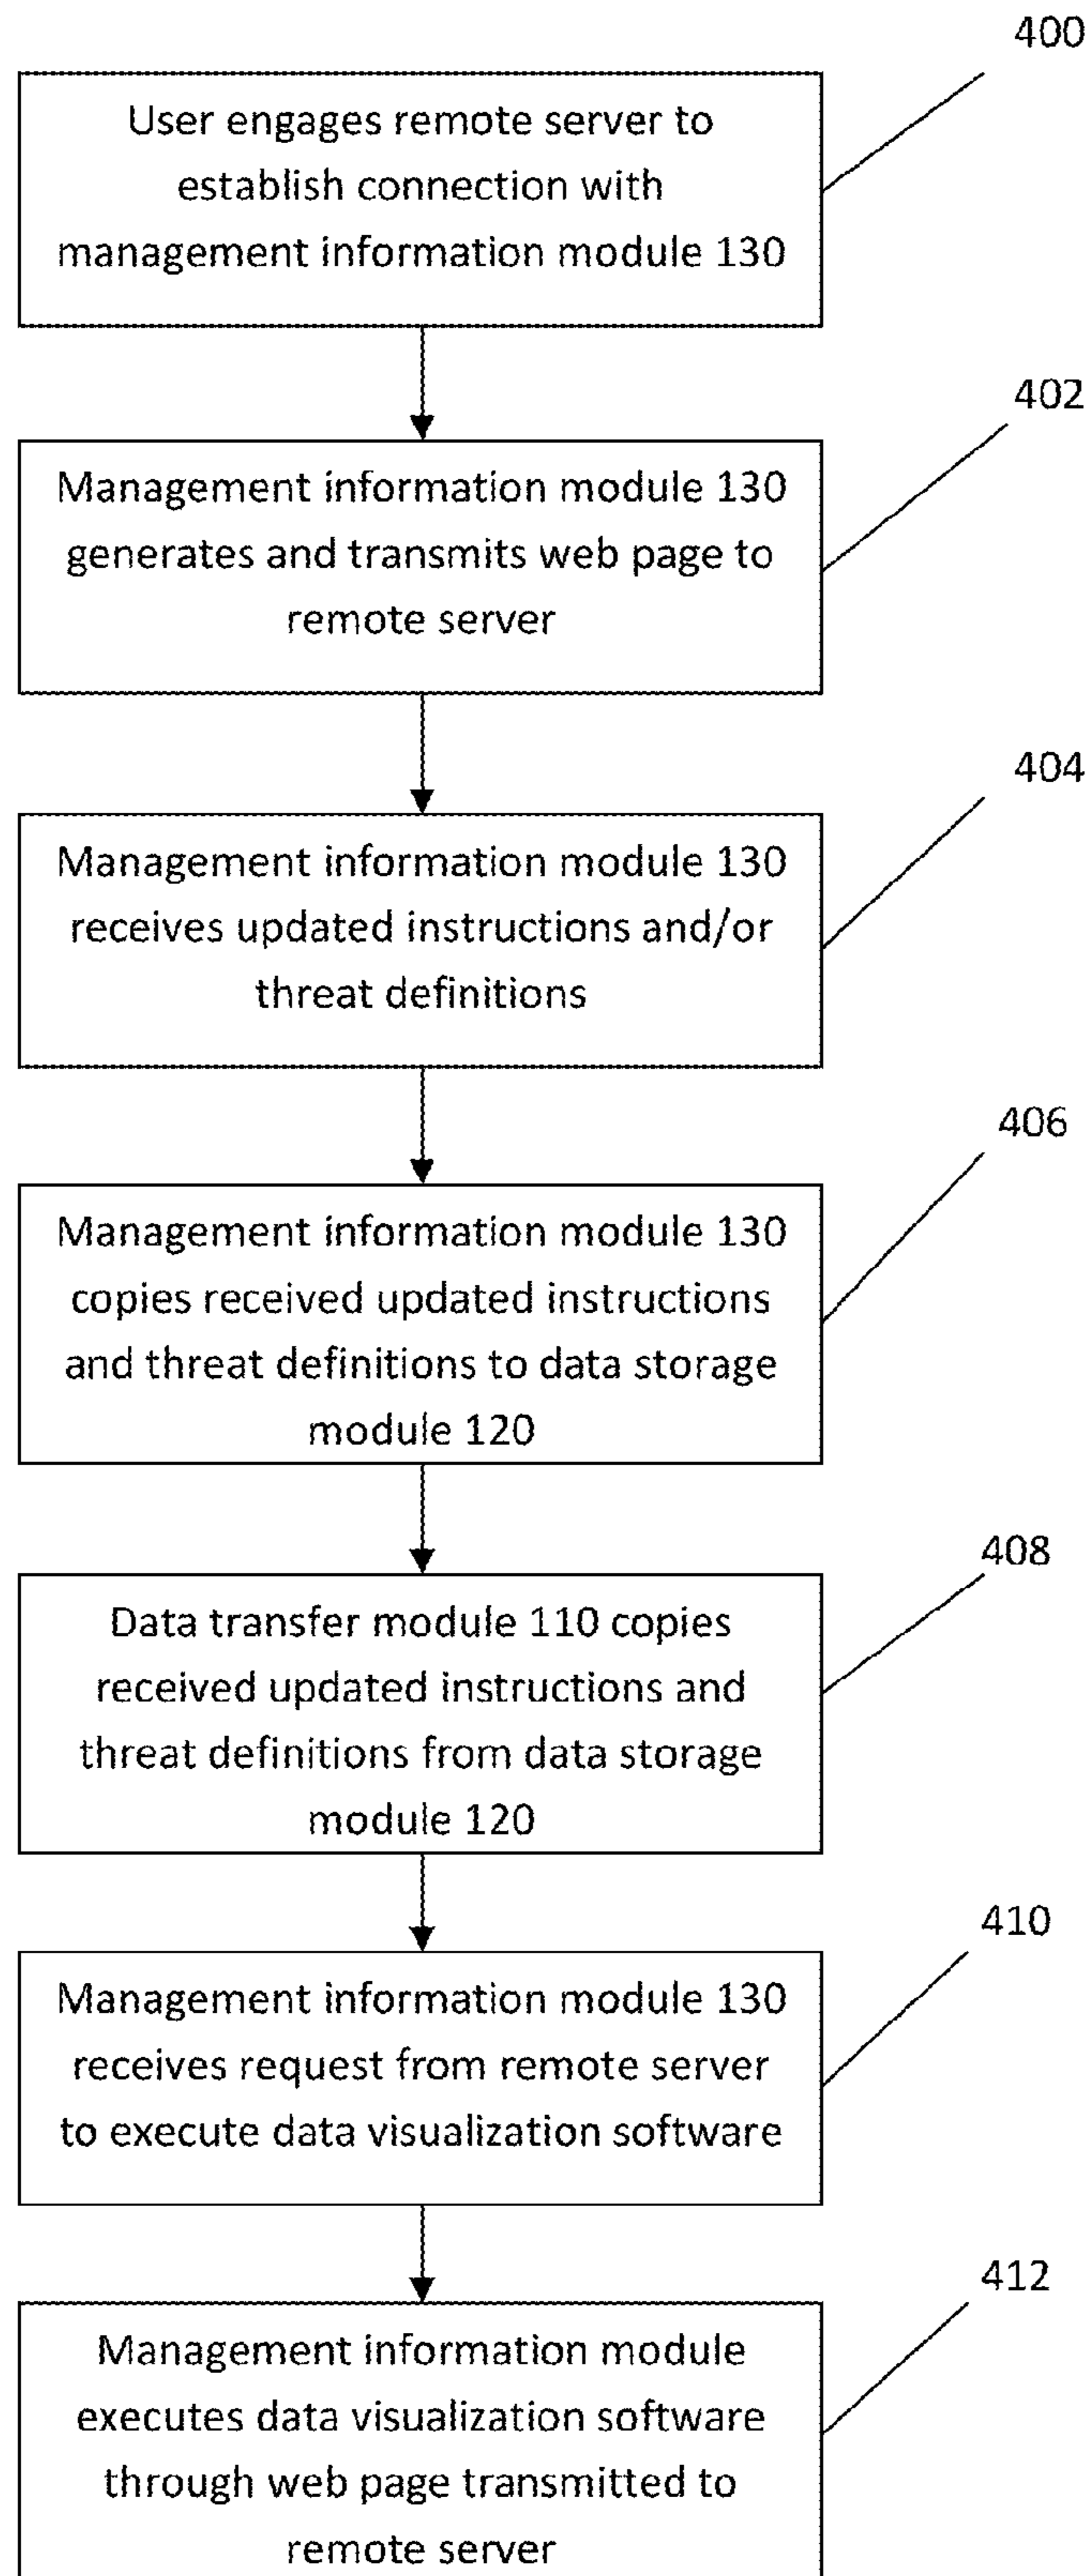 400
User engages remote server to
establish connection with
management information module 130
402
Management information module 130
generates and transmits web page to
remote server
404
Management information module 130
receives updated instructions and/or
threat definitions
406
Management information module 130
copies received updated instructions
and threat definitions to data storage
module 120
408
Data transfer module 110 copies
received updated instructions and
threat definitions from data storage
module 120
410
Management information module 130
receives request from remote server
to execute data visualization software
412
Management information module
executes data visualization software
through web page transmitted to
remote server